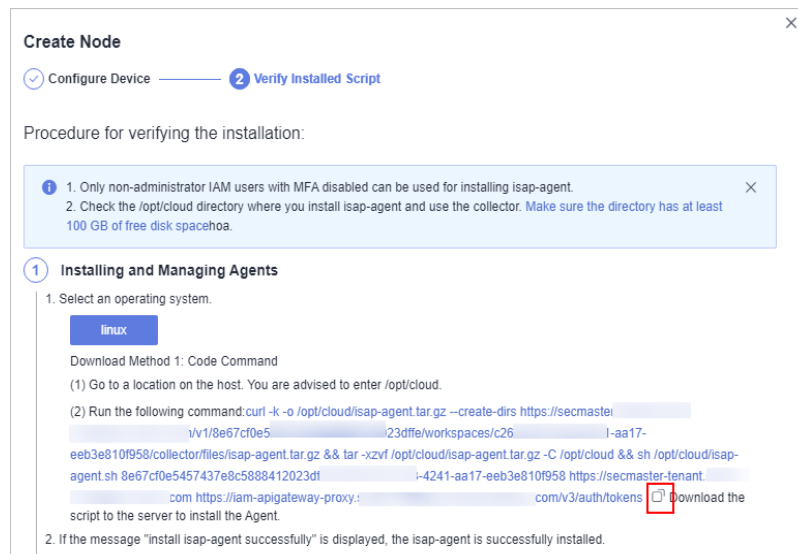 Create Node
Configure Device
2 Verify Installed Script
Procedure for verifying the installation:
1. Only non-administrator IAM users with MFA disabled can be used for installing isap-agent.
2. Check the /opt/cloud directory where you install isap-agent and use the collector. Make sure the directory has at least
100 GB of free disk spacehoa.
1 Installing and Managing Agents
1. Select an operating system.
linux
Download Method 1: Code Command
(1) Go to a location on the host. You are advised to enter /opt/cloud.
(2) Run the following command:curl -k -o /opt/cloud/isap-agent.tar.gz --create-dirs https://secmaster
/v1/8e67cf0e5 23dffe/workspaces/c26 -aa17-
eeb3e810f958/collector/files/isap-agent.tar.gz && tar -xzvf /opt/cloud/isap-agent.tar.gz -C /opt/cloud && sh /opt/cloud/isap-
agent.sh 8e67cf0e5457437e8c5888412023df -4241-aa17-eeb3e810f958 https://secmaster-tenant.
com https://iam-apigateway-proxy. com/v3/auth/tokens Download the
script to the server to install the Agent.
2. If the message "install isap-agent successfully" is displayed, the isap-agent is successfully installed.